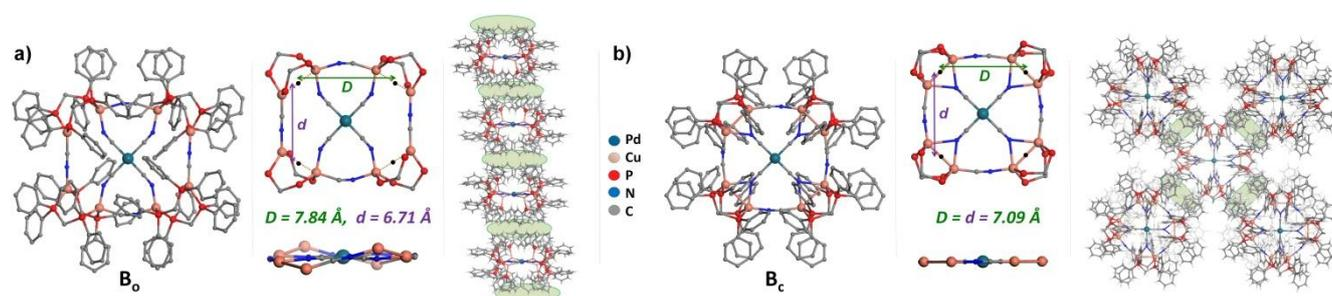 a)
D
d
D = 7.84 Å, d = 6.71 Å
Bo
Pd
Cu
P
N
C
b)
D
d
D = d = 7.09 Å
Bc